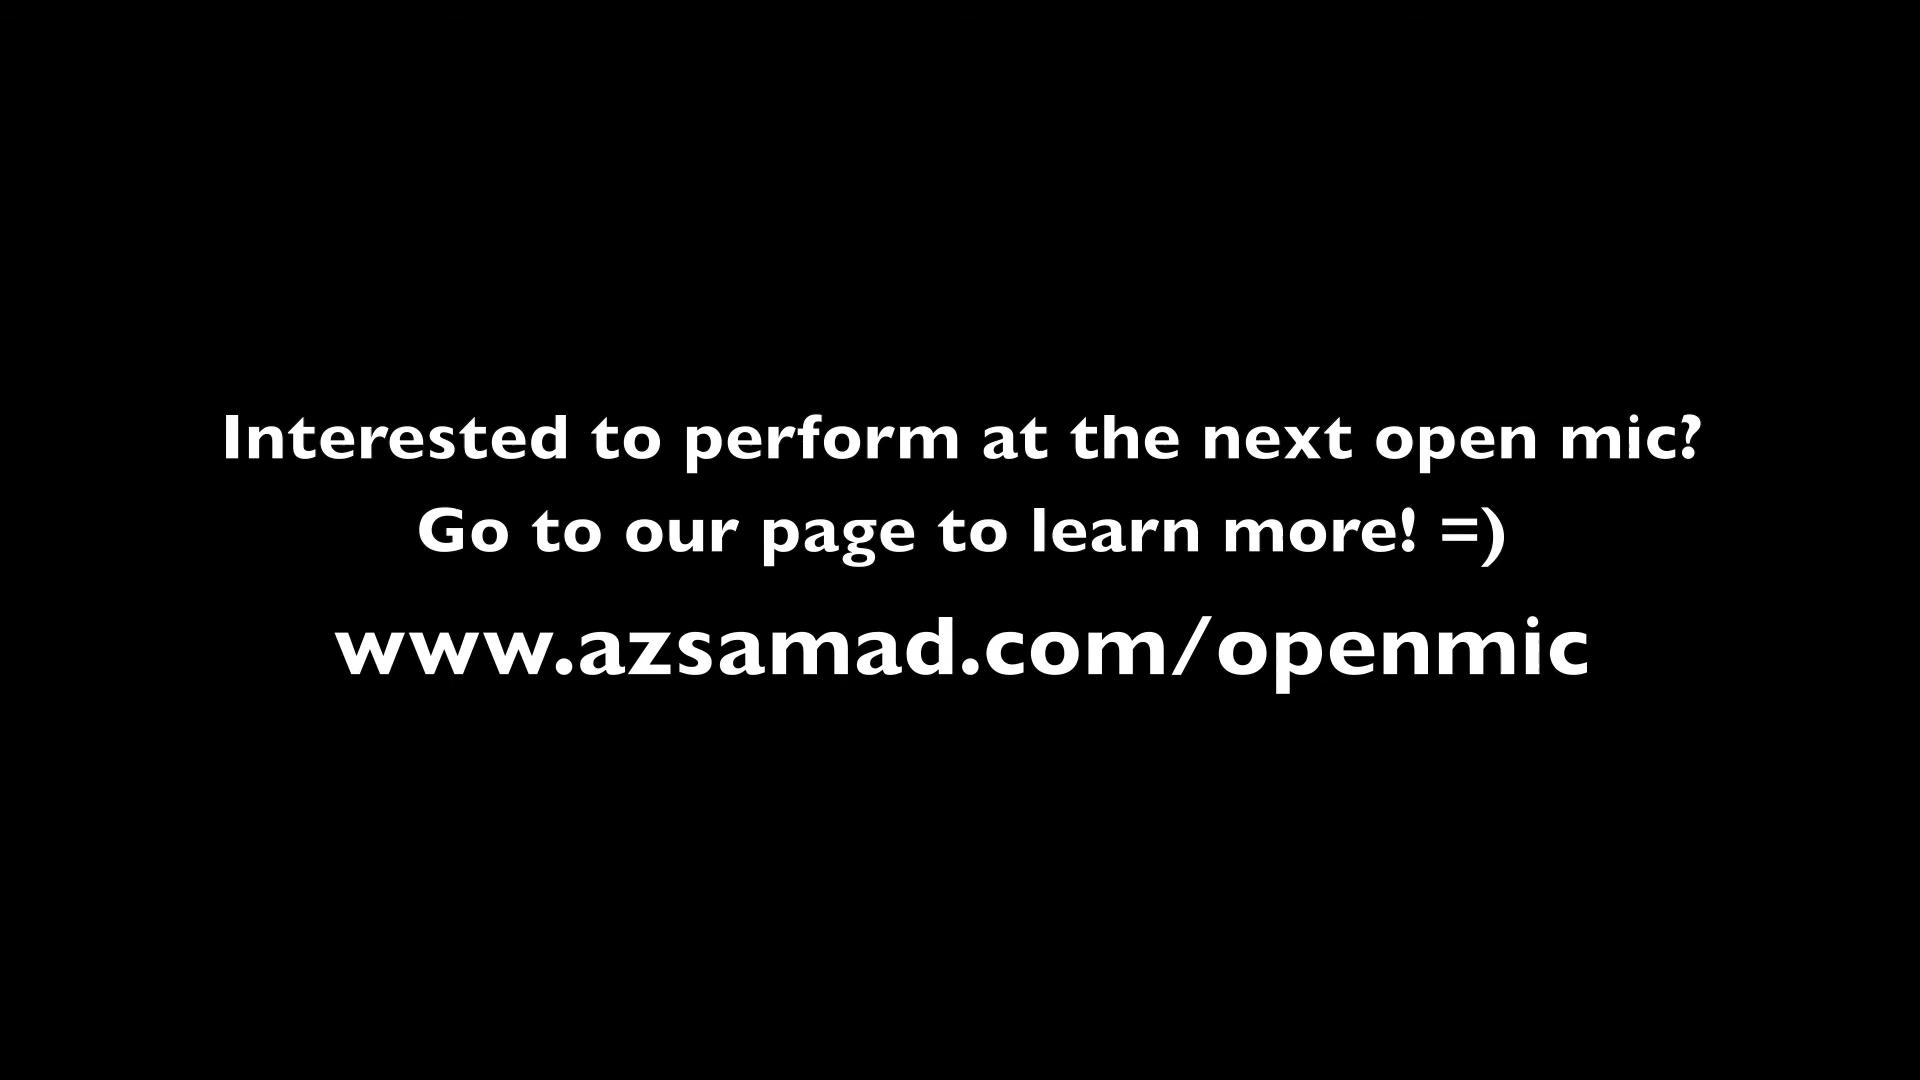 Interested to perform at the next open mic?
Go to our page to learn more! =)
www.azsamad.com/openmic